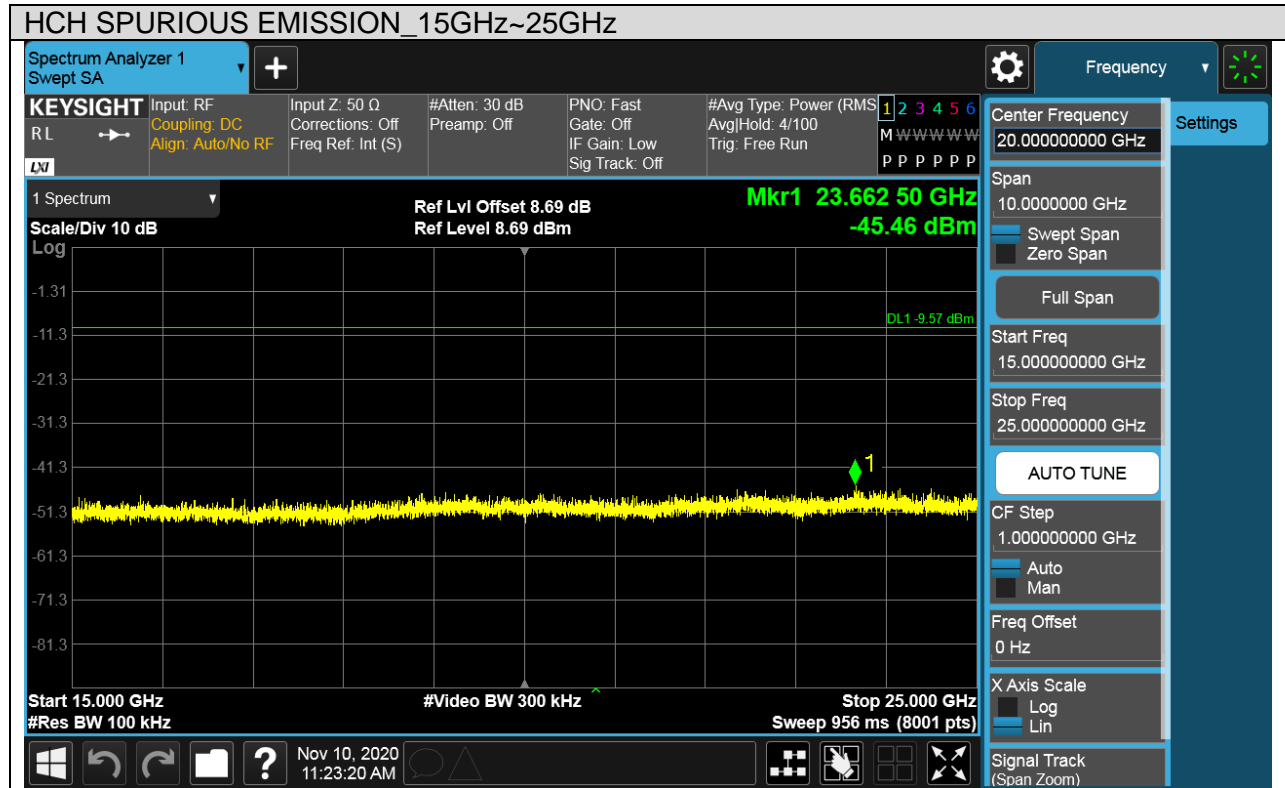 HCH SPURIOUS EMISSION_15GHz~25GHz
Spectrum Analyzer 1
Swept SA
Frequency
KEYSIGHT
R L
LXI
Input: RF
Coupling: DC
Align: Auto/No RF
Input Z: 50 Ω
Corrections: Off
Freq Ref: Int (S)
#Atten: 30 dB
Preamp: Off
PNO: Fast
Gate: Off
IF Gain: Low
Sig Track: Off
#Avg Type: Power (RMS
Avg|Hold: 4/100
Trig: Free Run
1 2 3 4 5 6
M W W W W W
P P P P P P
1 Spectrum
Scale/Div 10 dB
Ref Lvl Offset 8.69 dB
Ref Level 8.69 dBm
Mkr1 23.662 50 GHz
-45.46 dBm
Log
-1.31
DL1 -9.57 dBm
-11.3
-21.3
-31.3
-41.3
1
-51.3
-61.3
-71.3
-81.3
Start 15.000 GHz
#Res BW 100 kHz
#Video BW 300 kHz
Stop 25.000 GHz
Sweep 956 ms (8001 pts)
Center Frequency
20.000000000 GHz
Span
10.0000000 GHz
Swept Span
Zero Span
Full Span
Start Freq
15.000000000 GHz
Stop Freq
25.000000000 GHz
AUTO TUNE
CF Step
1.000000000 GHz
Auto
Man
Freq Offset
0 Hz
X Axis Scale
Log
Lin
Signal Track
(Span Zoom)
Settings
?
Nov 10, 2020
11:23:20 AM